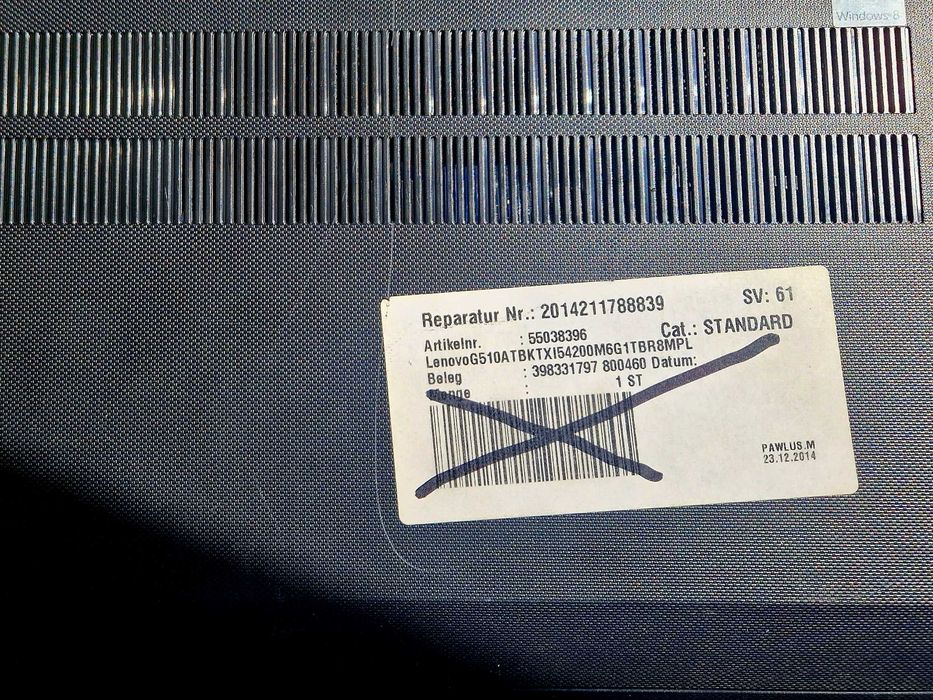 Windows 8
Reparatur Nr.: 2014211788839 SV: 61
Artikelnr. : 55038396 Cat.: STANDARD
LenovoG510ATBKTXI54200M6G1TBR8MPL
Beleg : 398331797 800460 Datum:
Menge : 1 ST
PAWLUS.M
23.12.2014